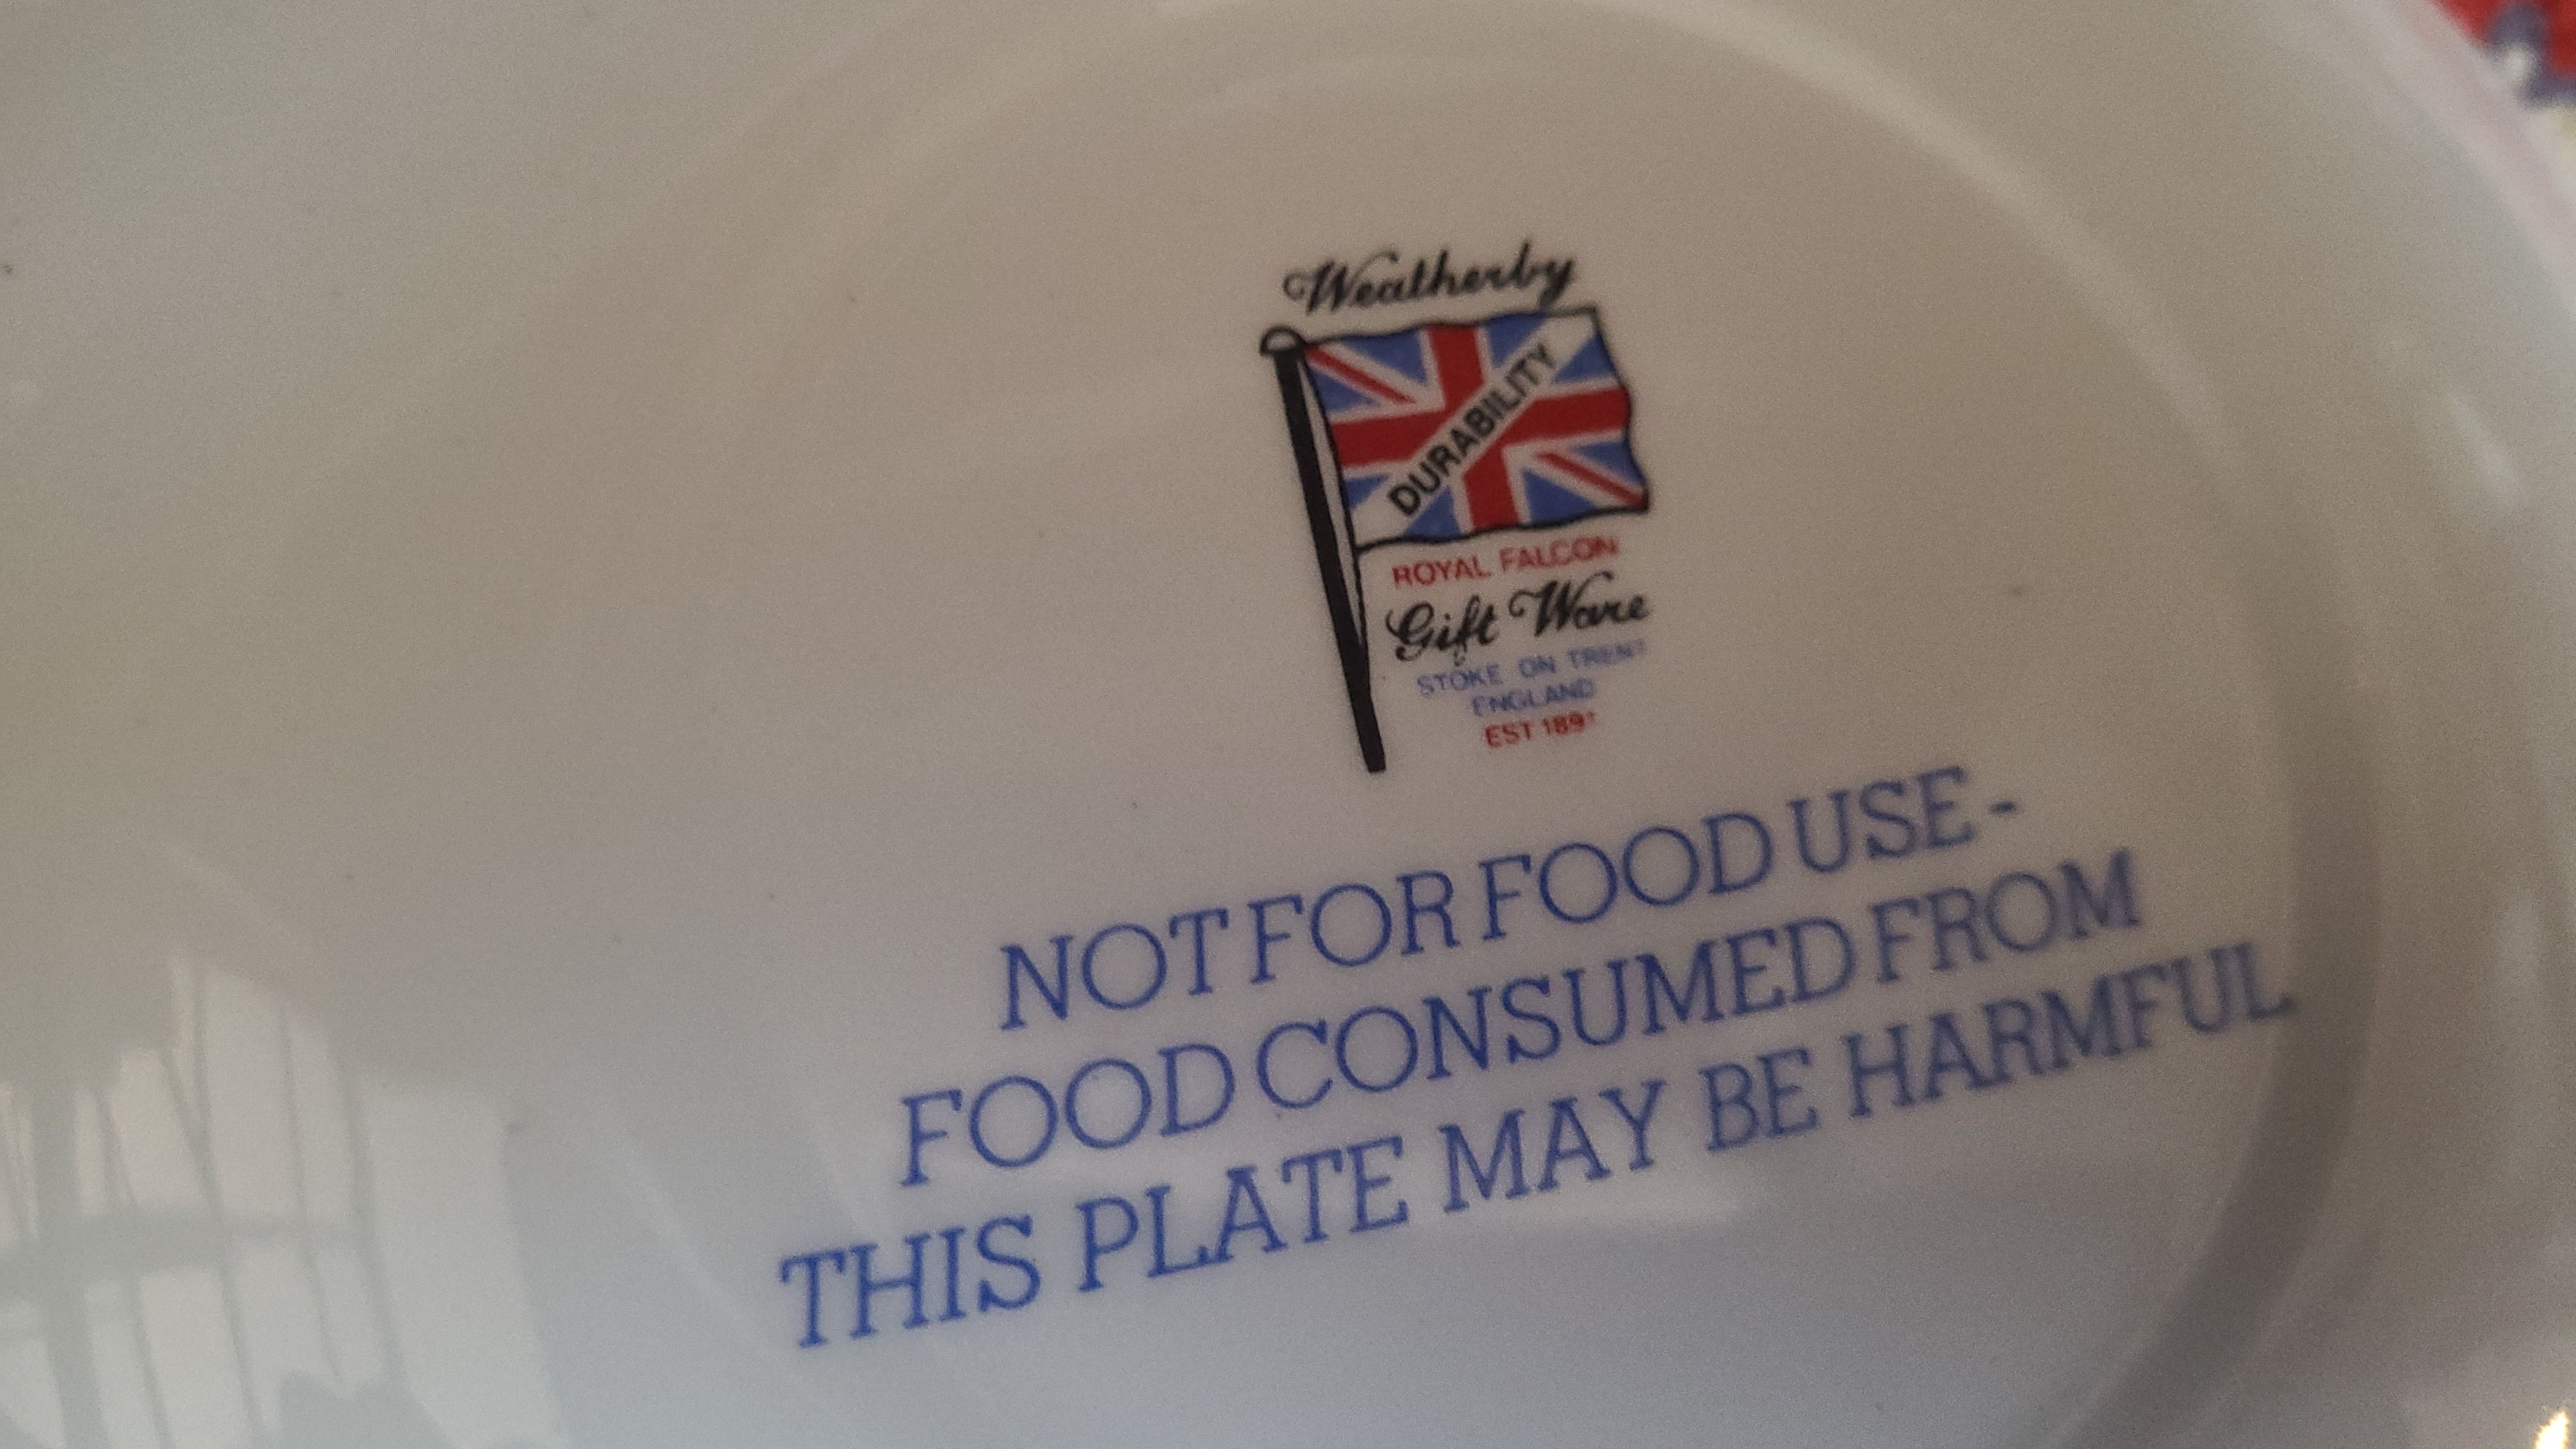 Weatherby
DURABILITY
ROYAL FALCON
Gift Ware
STOKE ON TRENT
ENGLAND
EST
NOT FOR FOOD USE -
FOOD CONSUMED FROM
THIS PLATE MAY BE HARMFUL